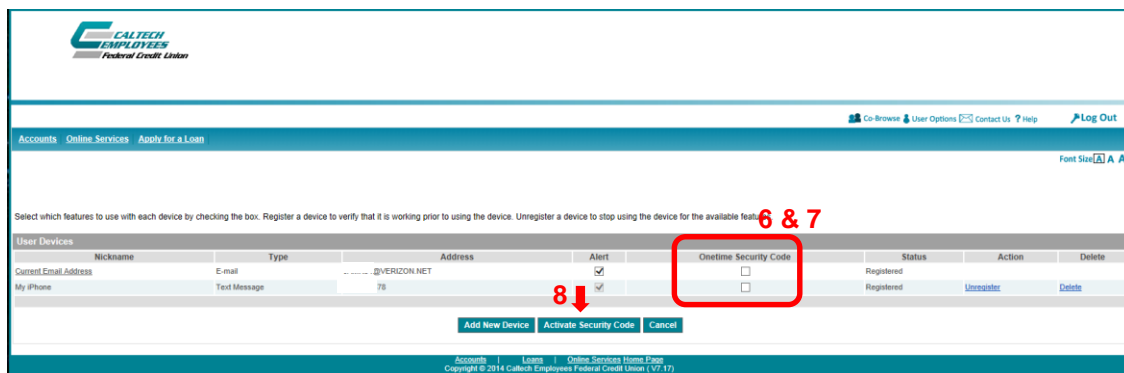 CALTECH
EMPLOYEES
Federal Credit Union
Co-Browse User Options Contact Us ? Help Log Out
Accounts Online Services Apply for a Loan
Font Size A A A
Select which features to use with each device by checking the box. Register a device to verify that it is working prior to using the device. Unregister a device to stop using the device for the available
6 & 7
User Devices
Nickname Type Address Alert Onetime Security Code Status Action Delete
Current Email Address E-mail @VERIZON.NET Registered
My iPhone Text Message 78 Registered Unregister Delete
8
Add New Device Activate Security Code Cancel
Accounts | Loans | Online Services Home Page
Copyright © 2014 Caltech Employees Federal Credit Union ( V7.17)